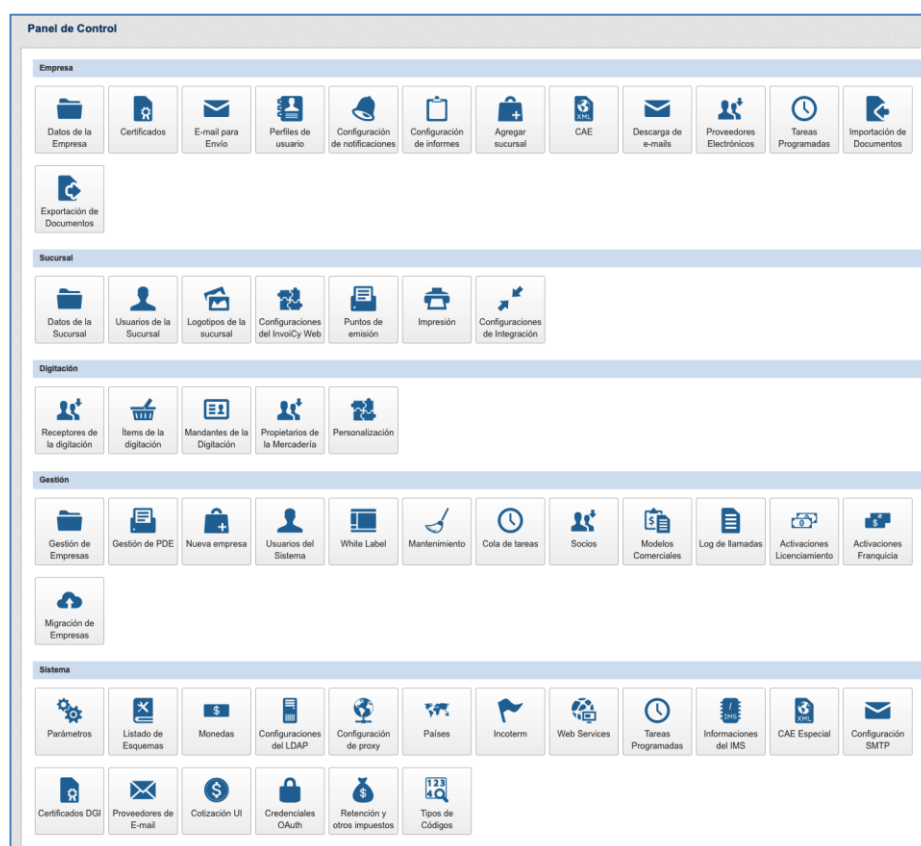 Panel de Control
Empresa
Datos de la Empresa
Certificados
E-mail para Envío
Perfiles de usuario
Configuración de notificaciones
Configuración de informes
Agregar sucursal
XML
CAE
Descarga de e-mails
Proveedores Electrónicos
Tareas Programadas
Importación de Documentos
Exportación de Documentos
Sucursal
Datos de la Sucursal
Usuarios de la Sucursal
Logotipos de la sucursal
Configuraciones del InvoiCy Web
Puntos de emisión
Impresión
Configuraciones de Integración
Digitación
Receptores de la digitación
Ítems de la digitación
Mandantes de la Digitación
Propietarios de la Mercadería
Personalización
Gestión
Gestión de Empresas
Gestión de PDE
Nueva empresa
Usuarios del Sistema
White Label
Mantenimiento
Cola de tareas
Socios
Modelos Comerciales
Log de llamadas
Activaciones Licenciamiento
Activaciones Franquicia
Migración de Empresas
Sistema
Parámetros
Listado de Esquemas
Monedas
Configuraciones del LDAP
Configuración de proxy
Países
Incoterm
Web Services
Tareas Programadas
IMS
Informaciones del IMS
XML
CAE Especial
Configuración SMTP
Certificados DGI
Proveedores de E-mail
Cotización UI
Credenciales OAuth
Retención y otros impuestos
123
4
Tipos de Códigos